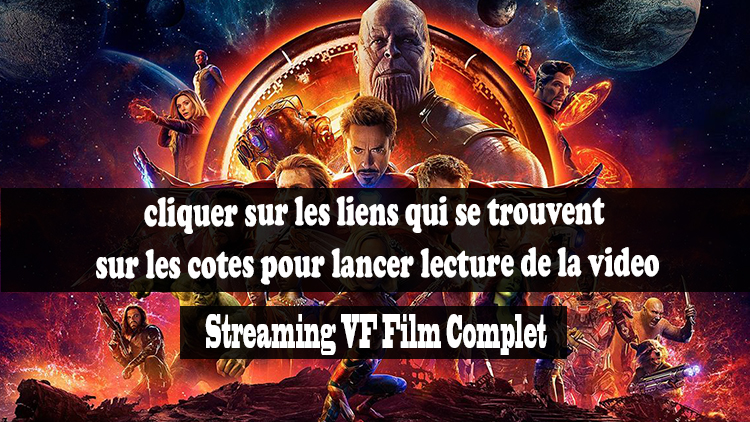 cliquer sur les liens qui se trouvent
sur les cotes pour lancer lecture de la video
Streaming VF Film Complet